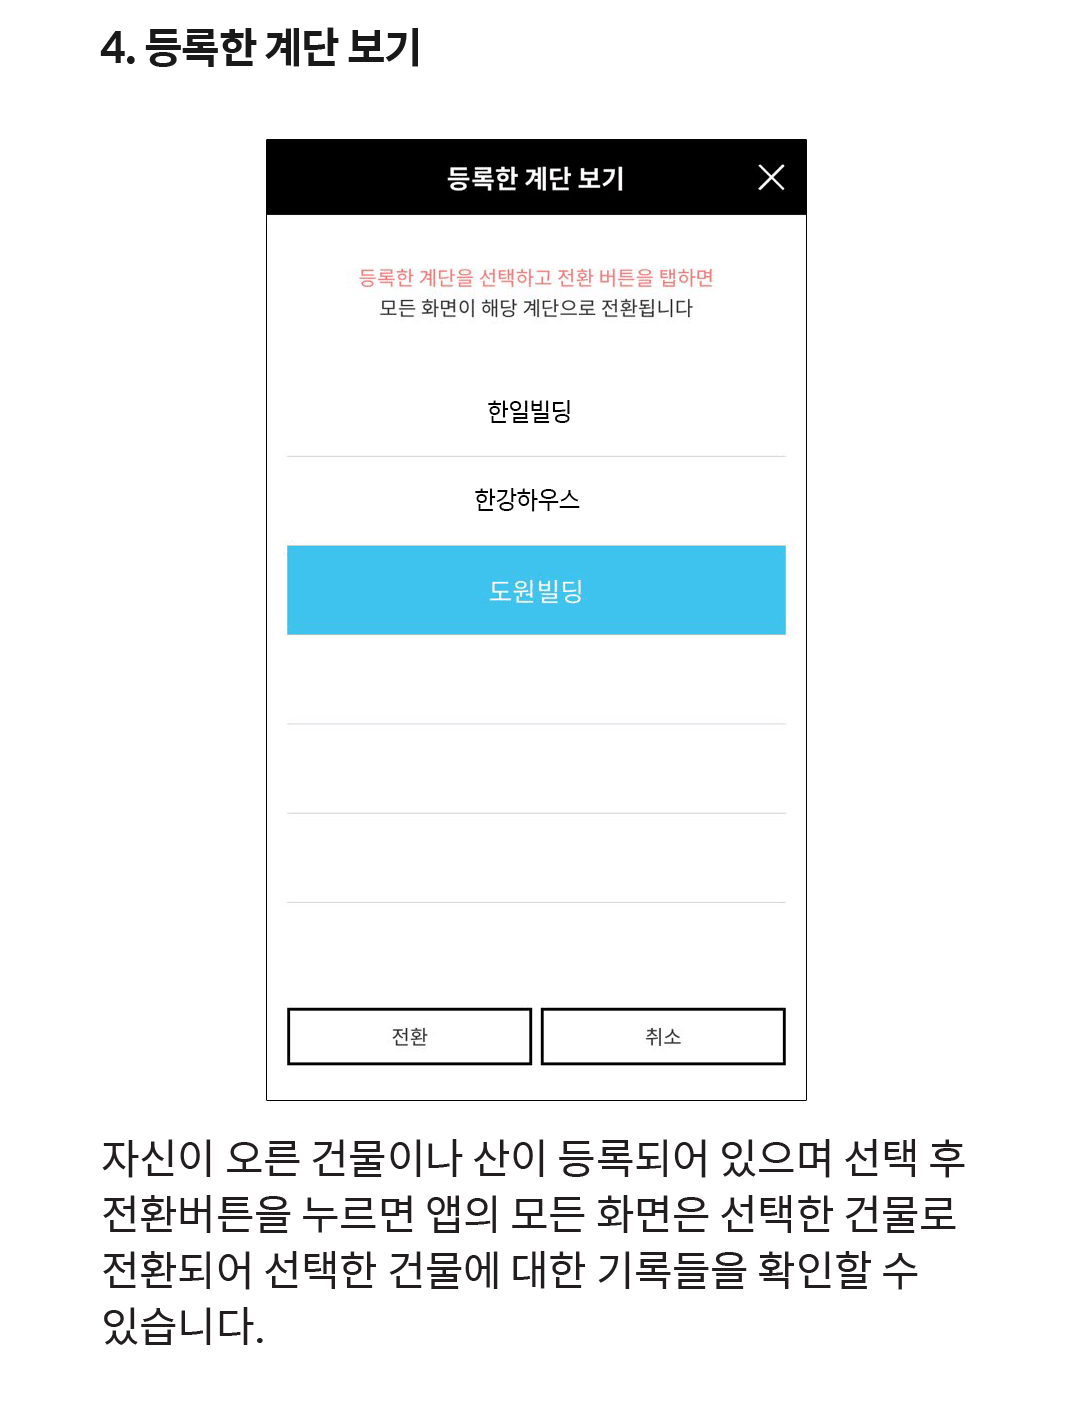 4. 등록한 계단 보기
등록한 계단 보기
등록한 계단을 선택하고 전환 버튼을 탭하면
모든 화면이 해당 계단으로 전환됩니다
한일빌딩
한강하우스
도원빌딩
전환
취소
자신이 오른 건물이나 산이 등록되어 있으며 선택 후
전환버튼을 누르면 앱의 모든 화면은 선택한 건물로
전환되어 선택한 건물에 대한 기록들을 확인할 수
있습니다.